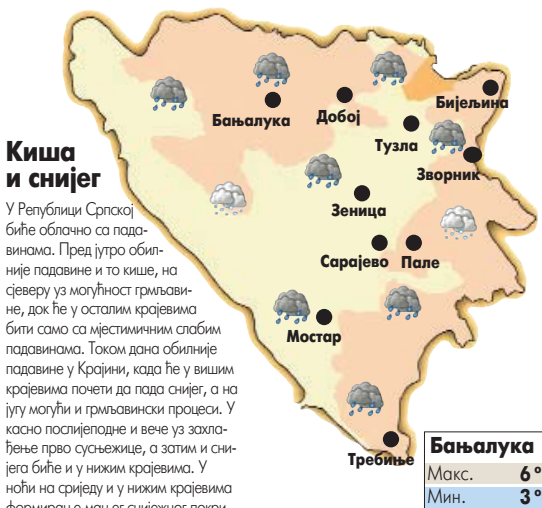 Киша
и снијег
У Републици Српској
биће облачно са пада-
винама. Пред јутро обил-
није падавине и то кише, на
сјеверу уз могућност грмљави-
не, док ће у осталим крајевима
бити само са мјестимичним слабим
падавинама. Током дана обилније
падавине у Крајини, када ће у вишим
крајевима почети да пада снијег, а на
југу могући и грмљавински процеси. У
касно послијеподне и вече уз захла-
ђење прво сусњежице, а затим и сни-
јега биће и у нижим крајевима. У
ноћи на сриједу и у нижим крајевима
Бањалука
Добој
Бијељина
Тузла
Зворник
Зеница
Сарајево
Пале
Мостар
Требиње
Бањалука
Макс. 6°
Мин. 3°